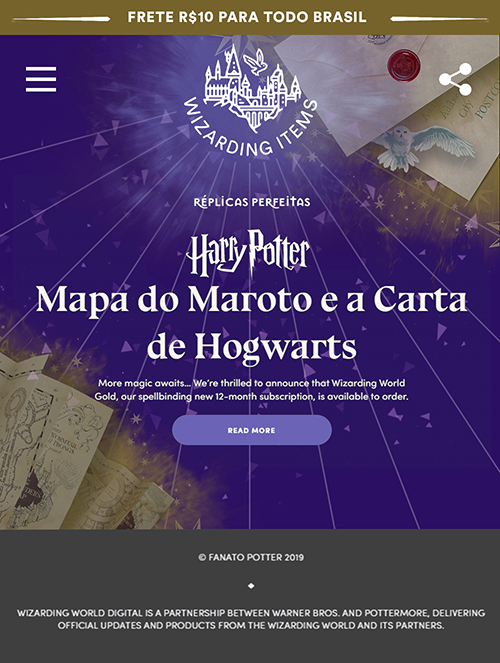 FRETE R$10 PARA TODO BRASIL
WIZARDING ITEMS
RÉPLICAS PERFEITAS
Harry Potter
Mapa do Maroto e a Carta
de Hogwarts
More magic awaits... We're thrilled to announce that Wizarding World
Gold, our spellbinding new 12-month subscription, is available to order.
READ MORE
© FANATO POTTER 2019
WIZARDING WORLD DIGITAL IS A PARTNERSHIP BETWEEN WARNER BROS. AND POTTERMORE, DELIVERING
OFFICIAL UPDATES AND PRODUCTS FROM THE WIZARDING WORLD AND ITS PARTNERS.